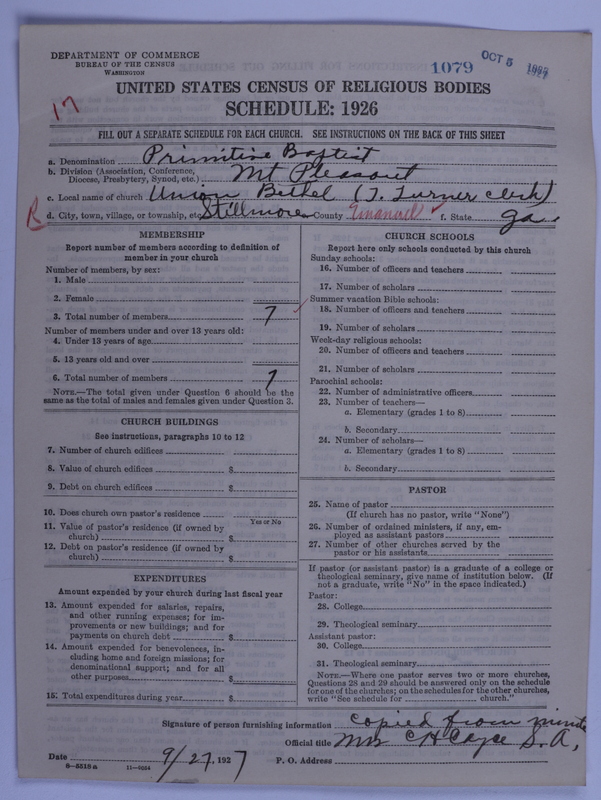 DEPARTMENT OF COMMERCE
BUREAU OF THE CENSUS
WASHINGTON
1079 OCT 5
17
UNITED STATES CENSUS OF RELIGIOUS BODIES
SCHEDULE: 1926
FILL OUT A SEPARATE SCHEDULE FOR EACH CHURCH. SEE INSTRUCTIONS ON THE BACK OF THIS SHEET
a. Denomination Primitive Baptist
b. Division (Association, Conference,
Diocese, Presbytery, Synod, etc.) Mt Pleasant
c. Local name of church Union Bethel (J. Turner clerk)
d. City, town, village, or township, etc. Stillmore County Emanuel f. State Ga
MEMBERSHIP
Report number of members according to definition of
member in your church
Number of members, by sex:
1. Male
2. Female
3. Total number of members 7
Number of members under and over 13 years old:
4. Under 13 years of age
5. 13 years old and over
6. Total number of members 7
NOTE.—The total given under Question 6 should be the
same as the total of males and females given under Question 3.
CHURCH BUILDINGS
See instructions, paragraphs 10 to 12
7. Number of church edifices
8. Value of church edifices $
9. Debt on church edifices $
10. Does church own pastor's residence?
Yes or No
11. Value of pastor's residence (if owned by
church) $
12. Debt on pastor's residence (if owned by
church) $
EXPENDITURES
Amount expended by your church during last fiscal year
13. Amount expended for salaries, repairs,
and other running expenses; for im-
provements or new buildings; and for
payments on church debt $
14. Amount expended for benevolences, in-
cluding home and foreign missions; for
denominational support; and for all
other purposes $
15. Total expenditures during year $
CHURCH SCHOOLS
Report here only schools conducted by this church
Sunday schools:
16. Number of officers and teachers
17. Number of scholars
Summer vacation Bible schools:
18. Number of officers and teachers
19. Number of scholars
Week-day religious schools:
20. Number of officers and teachers
21. Number of scholars
Parochial schools:
22. Number of administrative officers
23. Number of teachers—
a. Elementary (grades 1 to 8)
b. Secondary
24. Number of scholars—
a. Elementary (grades 1 to 8)
b. Secondary
PASTOR
25. Name of pastor
(If church has no pastor, write "None")
26. Number of ordained ministers, if any, em-
ployed as assistant pastors
27. Number of other churches served by the
pastor or his assistants
If pastor (or assistant pastor) is a graduate of a college or
theological seminary, give name of institution below. (If
not a graduate, write "No" in the space indicated.)
Pastor:
28. College
29. Theological seminary
Assistant pastor:
30. College
31. Theological seminary
NOTE.—Where one pastor serves two or more churches,
Questions 28 and 29 should be answered only on the schedule
for one of the churches; on the schedules for the other churches,
write "See schedule for church."
Signature of person furnishing information copied from minute
Official title Mrs C H Cayce S. A,
Date 9/27, 1927 P. O. Address
8-5318 a 11-9264